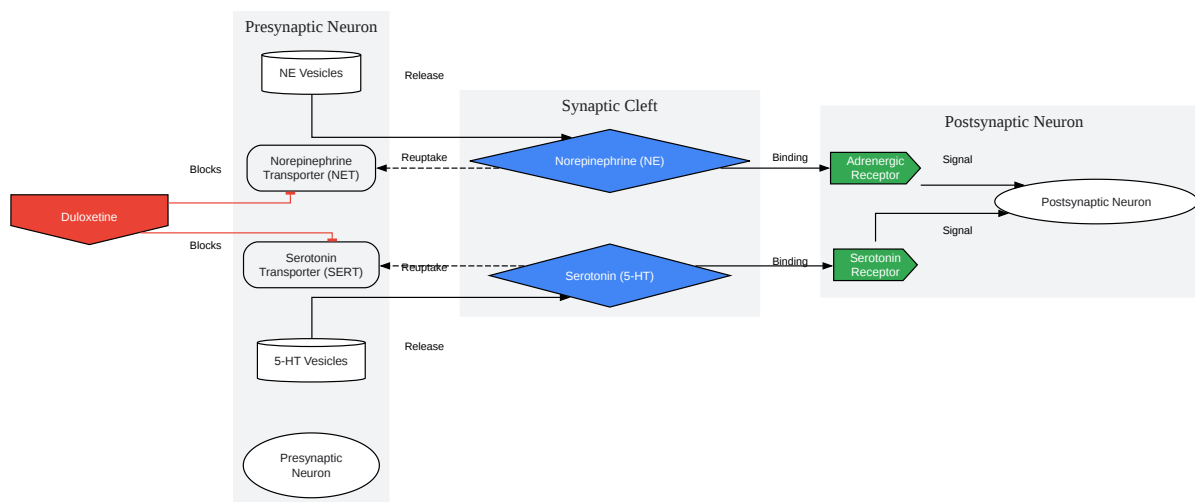 Presynaptic Neuron
NE Vesicles
Release
Synaptic Cleft
Postsynaptic Neuron
Norepinephrine
Transporter (NET)
Reuptake
Norepinephrine (NE)
Binding
Adrenergic
Receptor
Signal
Blocks
Duloxetine
Postsynaptic Neuron
Signal
Blocks
Serotonin
Transporter (SERT)
Reuptake
Serotonin (5-HT)
Binding
Serotonin
Receptor
Release
5-HT Vesicles
Presynaptic
Neuron